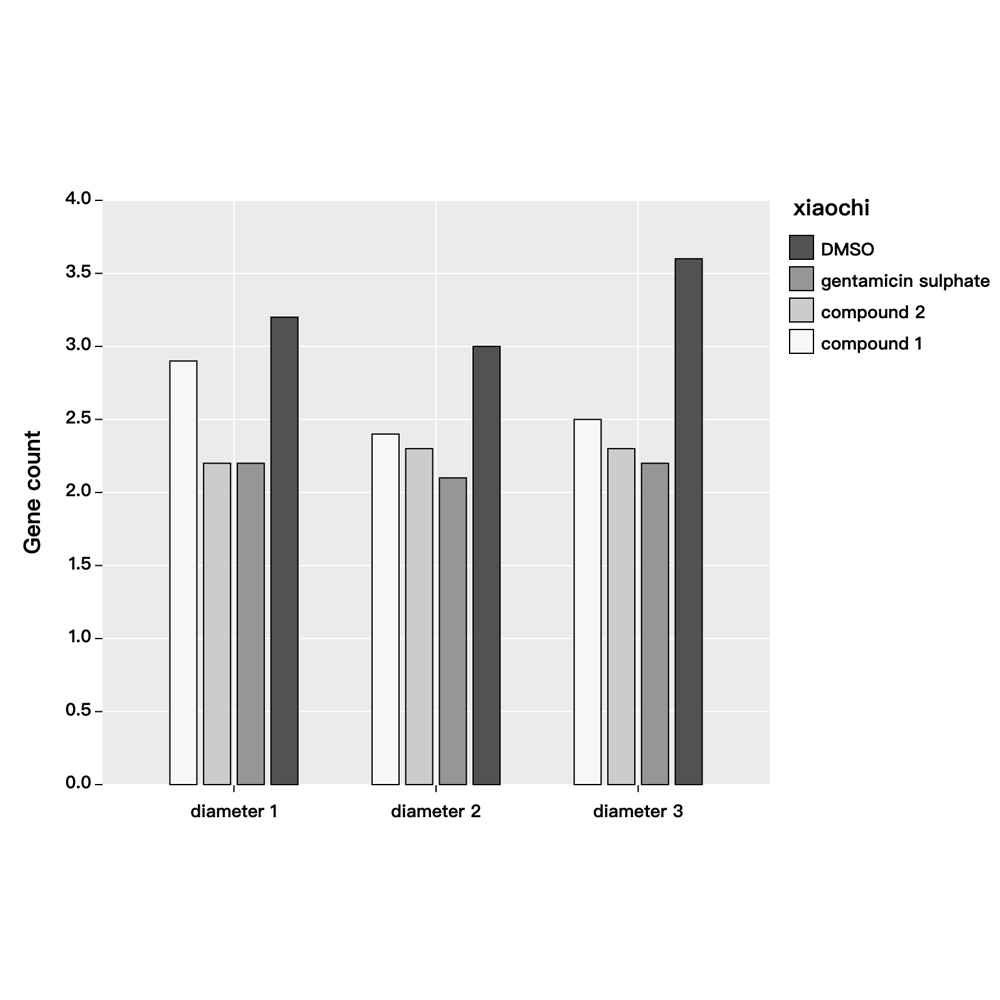 4.0
3.5
3.0
2.5
2.0
1.5
1.0
0.5
0.0
Gene count
diameter 1
diameter 2
diameter 3
xiaochi
DMSO
gentamicin sulphate
compound 2
compound 1